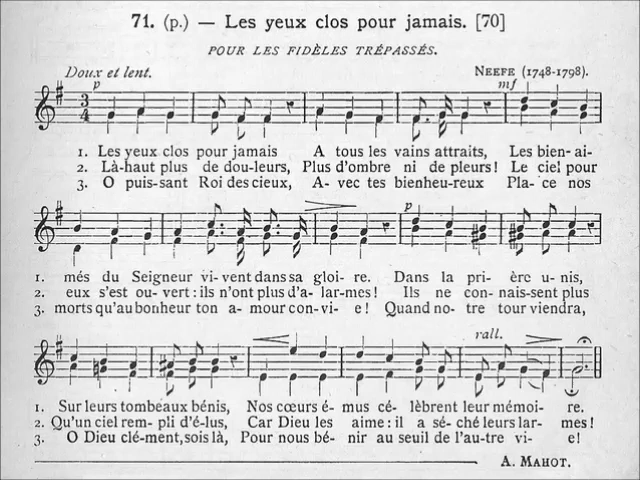 71. (p.) — Les yeux clos pour jamais. [70]
POUR LES FIDÈLES TRÉPASSÉS.
Doux et lent.
NEEFE (1748-1798).
p
mf
3 4
1. Les yeux clos pour jamais A tous les vains attraits, Les bien-ai-
2. Là-haut plus de dou-leurs, Plus d'ombre ni de pleurs! Le ciel pour
3. O puis-sant Roi des cieux, A-vec tes bienheu-reux Pla-ce nos
1. més du Seigneur vi-vent dans sa gloi-re. Dans la pri-ère u-nis,
2. eux s'est ou-vert: ils n'ont plus d'a-lar-mes! Ils ne con-nais-sent plus
3. morts qu'au bonheur ton a-mour con-vi-e! Quand no-tre tour viendra,
p
rall.
1. Sur leurs tombeaux bénis, Nos cœurs é-mus cé-lèbrent leur mémoi-re.
2. Qu'un ciel rem-pli d'é-lus, Car Dieu les aime: il a sé-ché leurs lar-mes!
3. O Dieu clé-ment, sois là, Pour nous bé-nir au seuil de l'au-tre vi-e!
A. MAHOT.